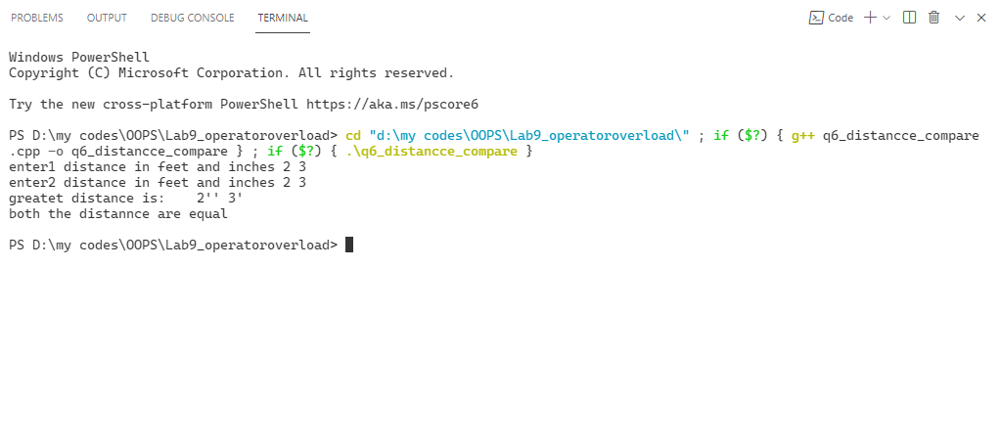 PROBLEMS OUTPUT DEBUG CONSOLE TERMINAL Code
Windows PowerShell
Copyright (C) Microsoft Corporation. All rights reserved.
Try the new cross-platform PowerShell https://aka.ms/pscore6
PS D:\my codes\OOPS\Lab9_operatoroverload> cd "d:\my codes\OOPS\Lab9_operatoroverload\" ; if ($?) { g++ q6_distancce_compare
.cpp -o q6_distancce_compare } ; if ($?) { .\q6_distancce_compare }
enter1 distance in feet and inches 2 3
enter2 distance in feet and inches 2 3
greatet distance is:    2'' 3'
both the distannce are equal
PS D:\my codes\OOPS\Lab9_operatoroverload>